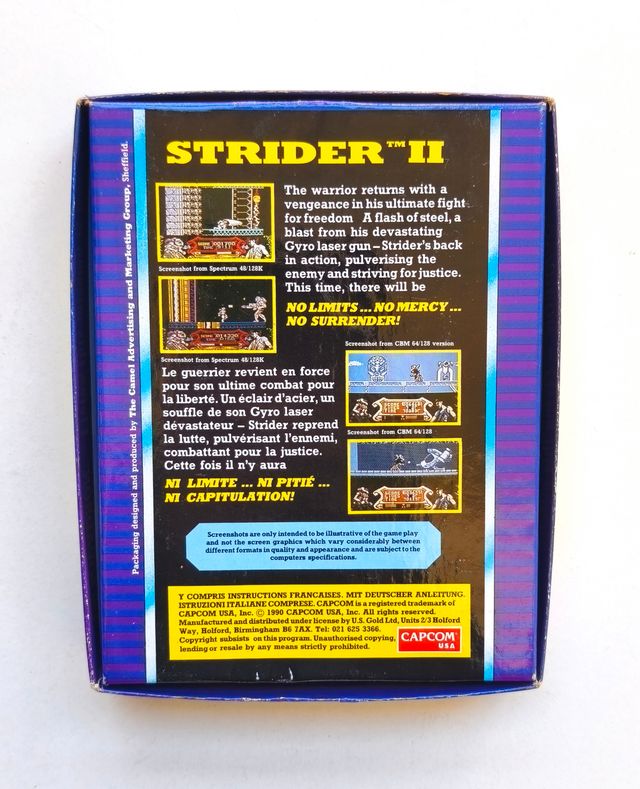 STRIDER™ II
The warrior returns with a
vengeance in his ultimate fight
for freedom A flash of steel, a
blast from his devastating
Gyro laser gun – Strider's back
in action, pulverising the
enemy and striving for justice.
This time, there will be
NO LIMITS ... NO MERCY ...
NO SURRENDER!
Screenshot from Spectrum 48/128K
Screenshot from Spectrum 48/128K
Le guerrier revient en force
pour son ultime combat pour
la liberté. Un éclair d'acier, un
souffle de son Gyro laser
dévastateur – Strider reprend
la lutte, pulvérisant l'ennemi,
combattant pour la justice.
Cette fois il n'y aura
NI LIMITE ... NI PITIÉ ...
NI CAPITULATION!
Screenshot from CBM 64/128 version
Screenshot from CBM 64/128
Screenshots are only intended to be illustrative of the game play
and not the screen graphics which vary considerably between
different formats in quality and appearance and are subject to the
computers specifications.
Y COMPRIS INSTRUCTIONS FRANCAISES. MIT DEUTSCHER ANLEITUNG.
ISTRUZIONI ITALIANE COMPRESE. CAPCOM is a registered trademark of
CAPCOM USA, Inc. © 1990 CAPCOM USA, Inc. All rights reserved.
Manufactured and distributed under license by U.S. Gold Ltd, Units 2/3 Holford
Way, Holford, Birmingham B6 7AX. Tel: 021 625 3366.
Copyright subsists on this program. Unauthorised copying,
lending or resale by any means strictly prohibited.
CAPCOM®
USA
Packaging designed and produced by The Camel Advertising and Marketing Group, Sheffield.